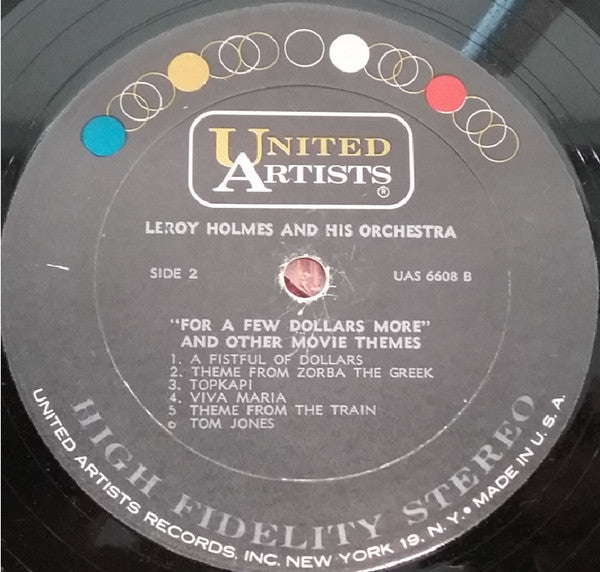 UNITED
ARTISTS
®
LEROY HOLMES AND HIS ORCHESTRA
SIDE 2
UAS 6608 B
"FOR A FEW DOLLARS MORE"
AND OTHER MOVIE THEMES
1. A FISTFUL OF DOLLARS
2. THEME FROM ZORBA THE GREEK
3. TOPKAPI
4. VIVA MARIA
5 THEME FROM THE TRAIN
6 TOM JONES
HIGH FIDELITY STEREO
UNITED ARTISTS RECORDS, INC. NEW YORK 19, N.Y. • MADE IN U.S.A.